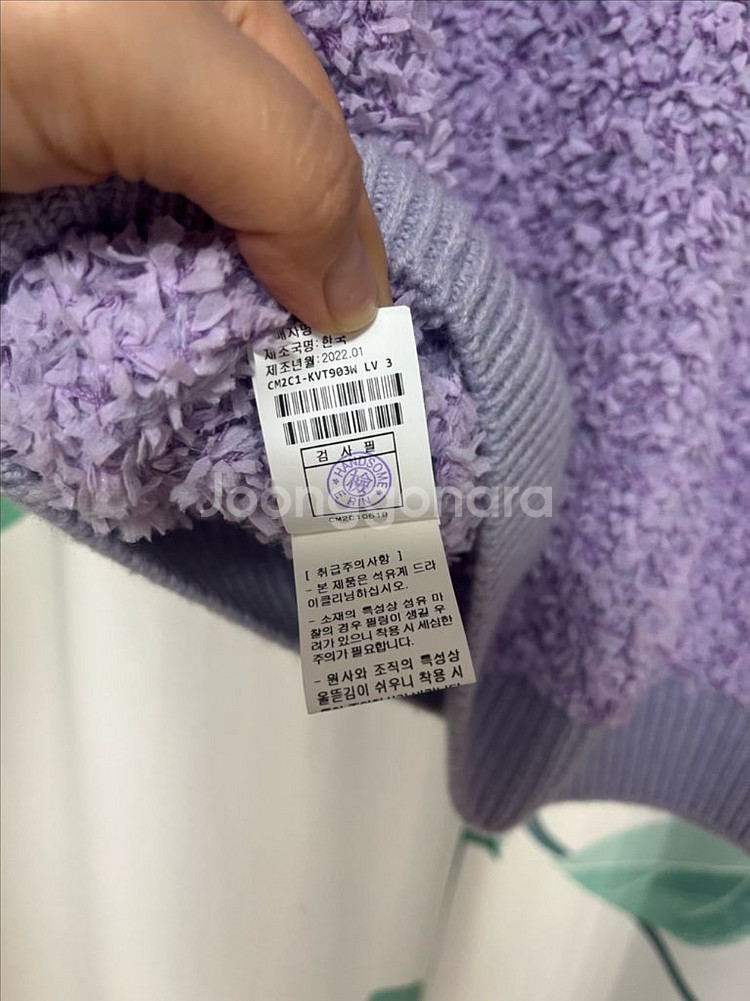 제조국명:한국
제조년월:2022.01
CM2C1-KVT903W LV 3
검 사 필
HANDSOME
CM2C10619
Joonggonara
[ 취급주의사항 ]
- 본 제품은 석유계 드라
이클리닝하십시오.
- 소재의 특성상 섬유 마
찰의 경우 필링이 생길 우
려가 있으니 착용 시 세심한
주의가 필요합니다.
- 원사와 조직의 특성상
올뜯김이 쉬우니 착용 시